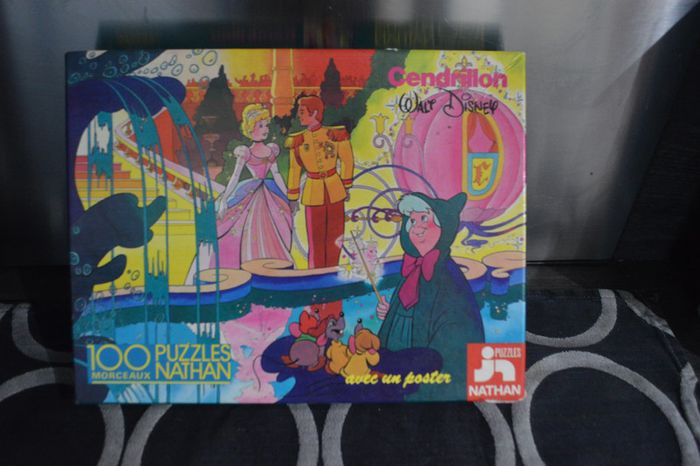 Cendrillon
Walt Disney
100 PUZZLES
MORCEAUX NATHAN
avec un poster
PUZZLES
NATHAN